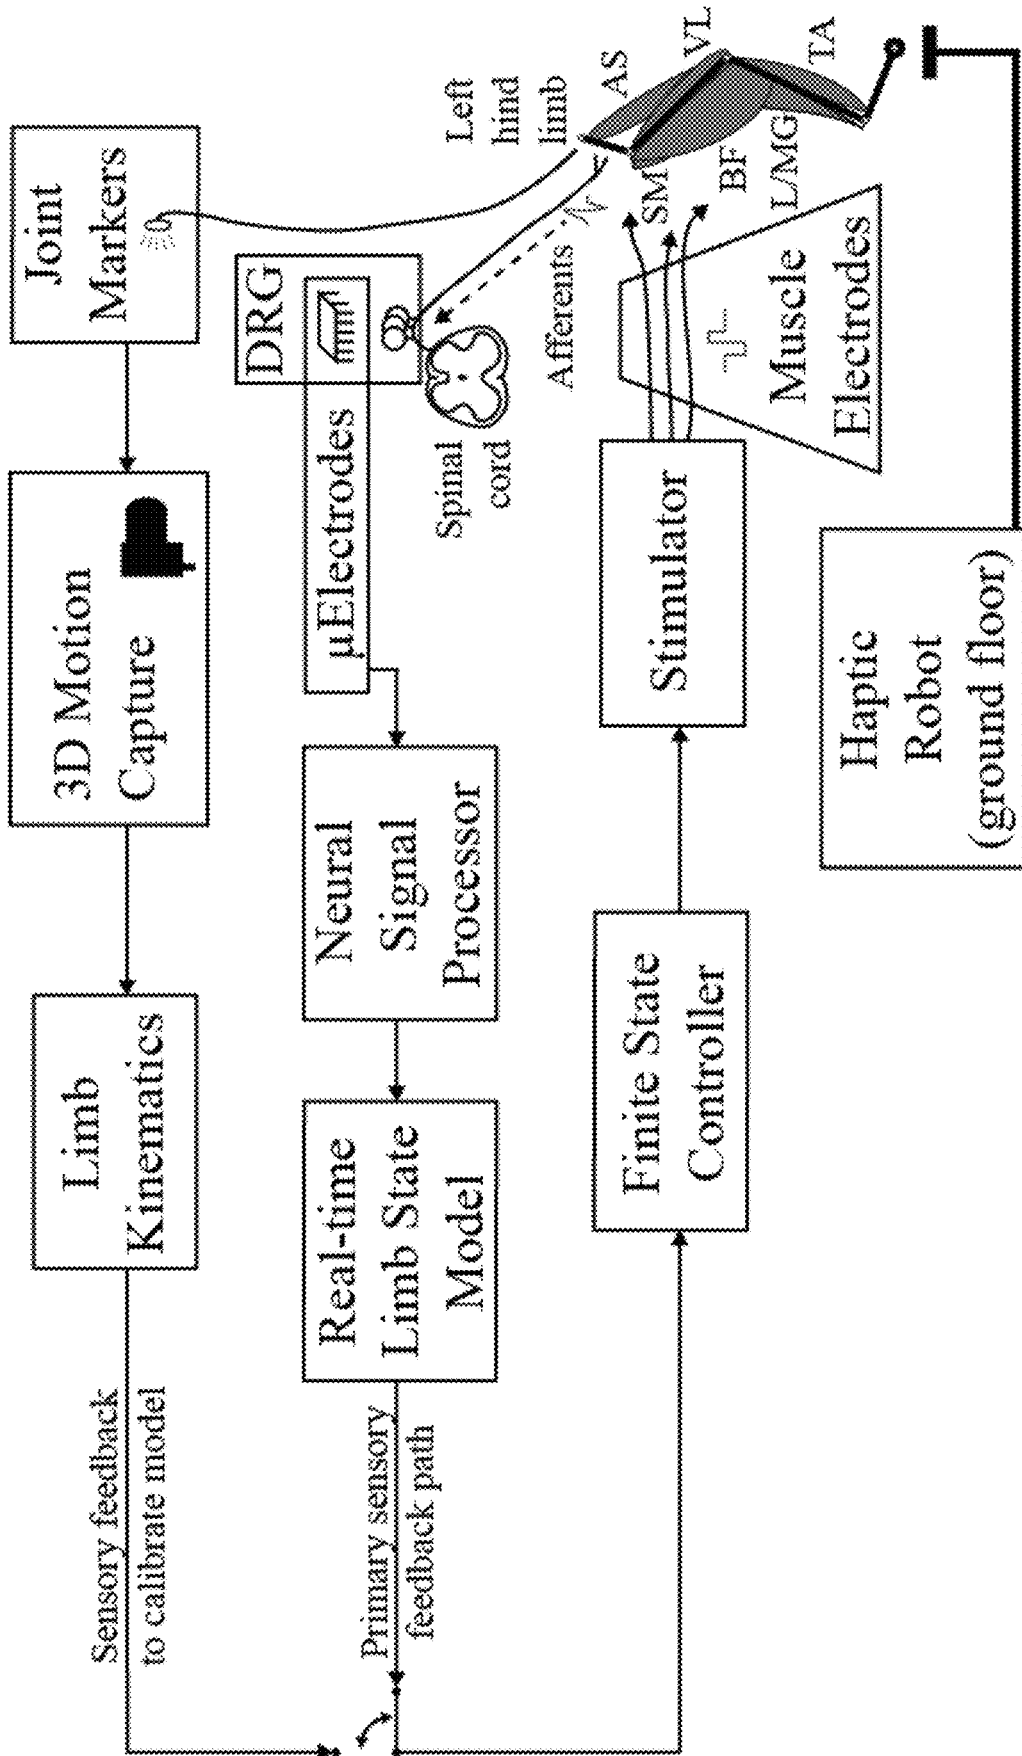 Joint
Markers
3D Motion
Capture
Limb
Kinematics
Sensory feedback
to calibrate model
DRG
μElectrodes
Neural
Signal
Processor
Real-time
Limb State
Model
Primary sensory
feedback path
Spinal
cord
Afferents
Left
hind
limb
AS
VL
TA
SM
BF
L/MG
Muscle
Electrodes
Stimulator
Finite State
Controller
Haptic
Robot
(ground floor)